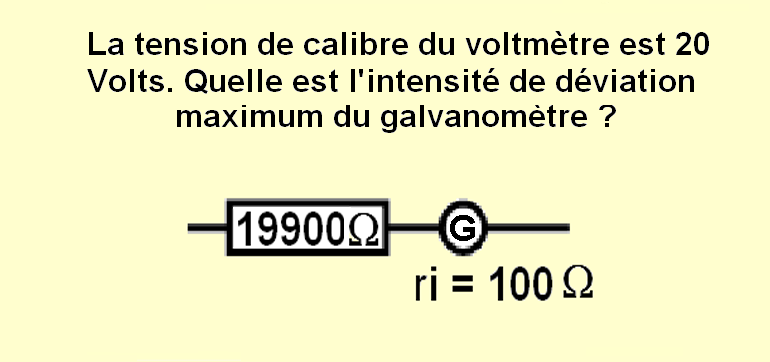 La tension de calibre du voltmètre est 20
Volts. Quelle est l'intensité de déviation
maximum du galvanomètre ?
19900Ω G
ri = 100 Ω